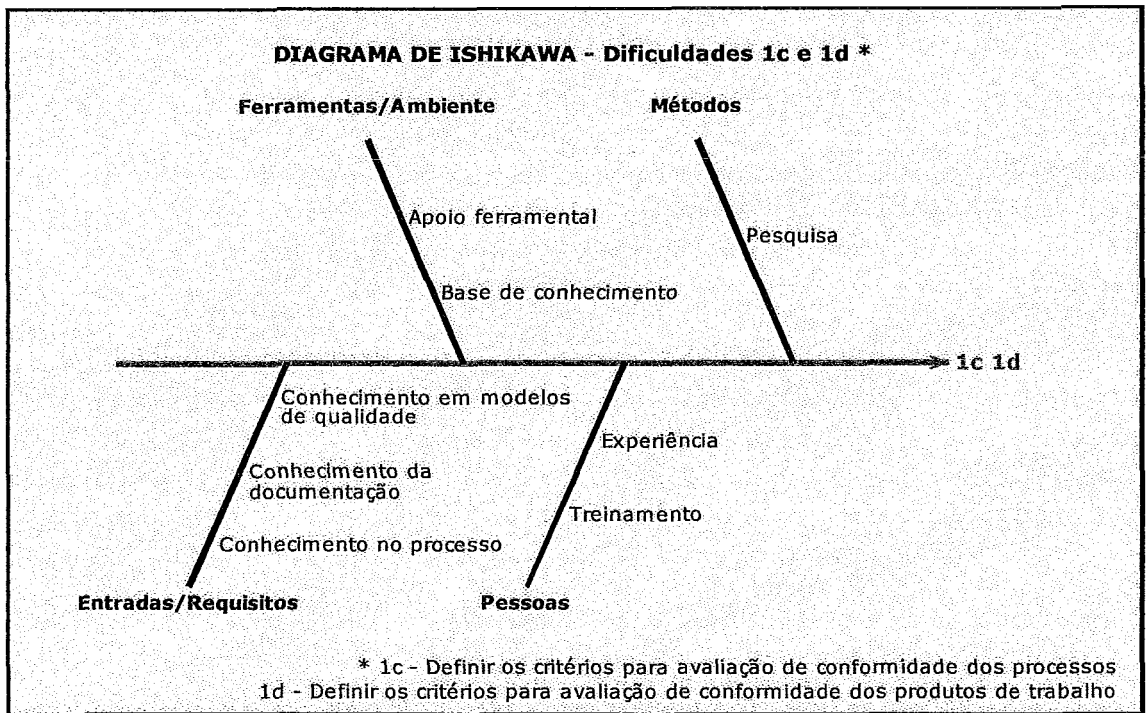 DIAGRAMA DE ISHIKAWA - Dificuldades 1c e 1d *
Ferramentas/Ambiente
Métodos
Apoio ferramental
Pesquisa
Base de conhecimento
1c 1d
Conhecimento em modelos
de qualidade
Experiência
Conhecimento da
documentação
Treinamento
Conhecimento no processo
Entradas/Requisitos
Pessoas
* 1c - Definir os critérios para avaliação de conformidade dos processos
1d - Definir os critérios para avaliação de conformidade dos produtos de trabalho